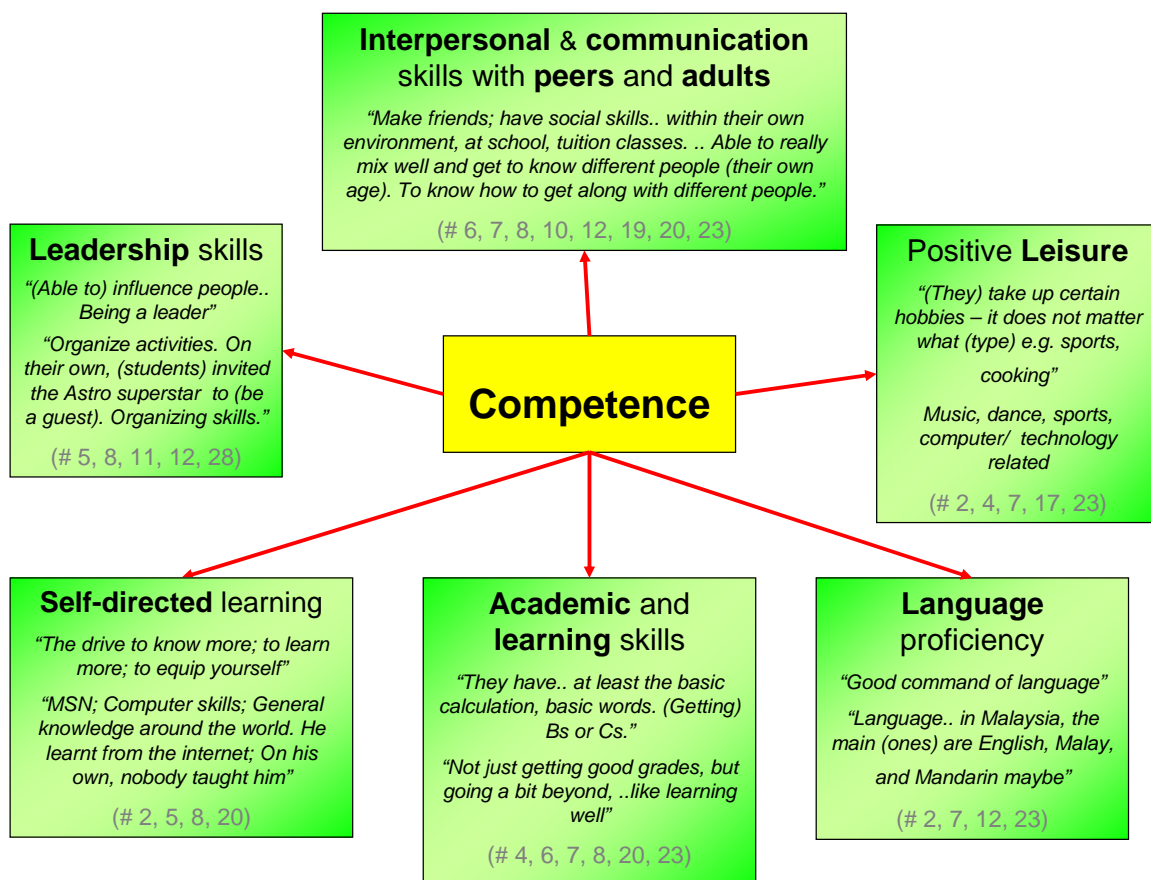 Interpersonal & communication
skills with peers and adults
“Make friends; have social skills.. within their own
environment, at school, tuition classes. .. Able to really
mix well and get to know different people (their own
age). To know how to get along with different people.”
(# 6, 7, 8, 10, 12, 19, 20, 23)
Leadership skills
“(Able to) influence people..
Being a leader”
“Organize activities. On
their own, (students) invited
the Astro superstar to (be
a guest). Organizing skills.”
(# 5, 8, 11, 12, 28)
Positive Leisure
“(They) take up certain
hobbies – it does not matter
what (type) e.g. sports,
cooking”
Music, dance, sports,
computer/ technology
related
(# 2, 4, 7, 17, 23)
Competence
Self-directed learning
“The drive to know more; to learn
more; to equip yourself”
“MSN; Computer skills; General
knowledge around the world. He
learnt from the internet; On his
own, nobody taught him”
(# 2, 5, 8, 20)
Academic and
learning skills
“They have.. at least the basic
calculation, basic words. (Getting)
Bs or Cs.”
“Not just getting good grades, but
going a bit beyond, ..like learning
well”
(# 4, 6, 7, 8, 20, 23)
Language
proficiency
“Good command of language”
“Language.. in Malaysia, the
main (ones) are English, Malay,
and Mandarin maybe”
(# 2, 7, 12, 23)